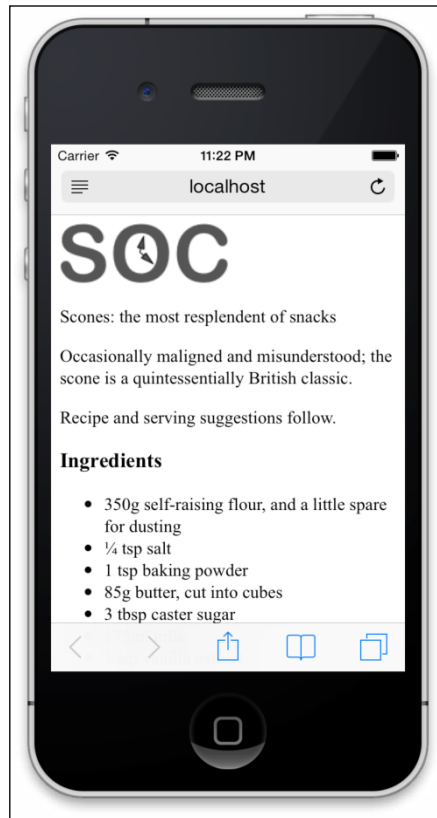 Carrier 11:22 PM
localhost
SOC
Scones: the most resplendent of snacks
Occasionally maligned and misunderstood; the
scone is a quintessentially British classic.
Recipe and serving suggestions follow.
Ingredients
• 350g self-raising flour, and a little spare
for dusting
• ¼ tsp salt
• 1 tsp baking powder
• 85g butter, cut into cubes
• 3 tbsp caster sugar